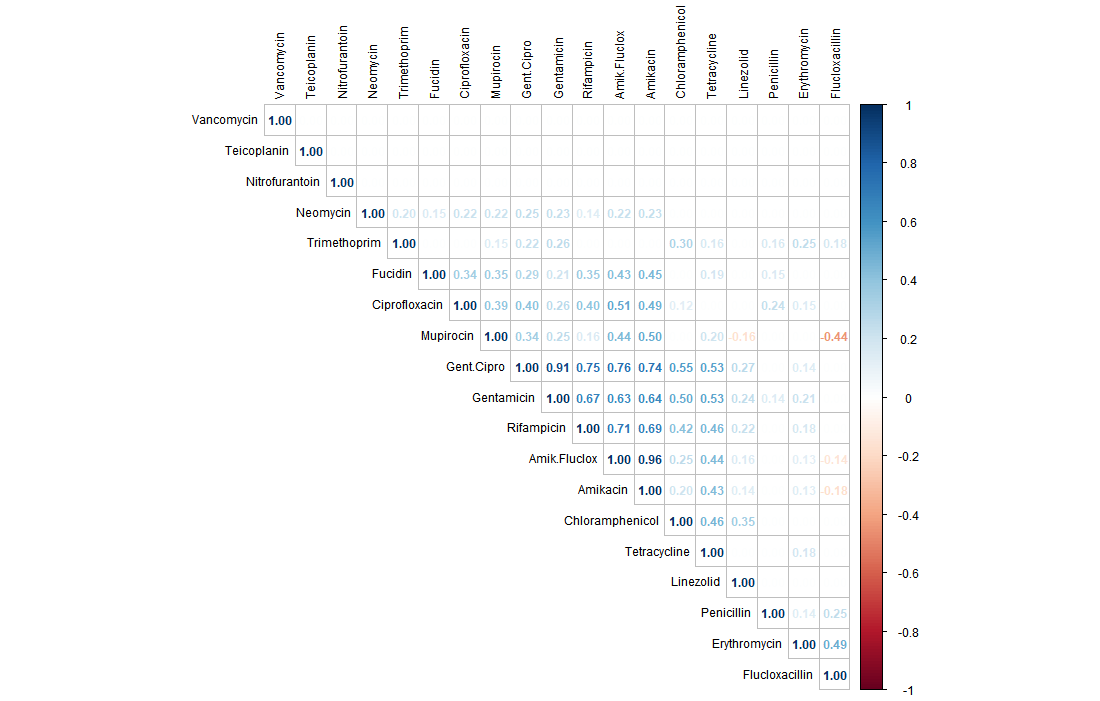 Vancomycin Teicoplanin Nitrofurantoin Neomycin Trimethoprim Fucidin Ciprofloxacin Mupirocin Gent.Cipro Gentamicin Rifampicin Amik.Fluclox Amikacin Chloramphenicol Tetracycline Linezolid Penicillin Erythromycin Flucloxacillin
Vancomycin 1.00 1
Teicoplanin 1.00 0.8
Nitrofurantoin 1.00
Neomycin 1.00 0.20 0.15 0.22 0.22 0.25 0.23 0.14 0.22 0.23 0.6
Trimethoprim 1.00 0.15 0.22 0.26 0.30 0.16 0.16 0.25 0.18
Fucidin 1.00 0.34 0.35 0.29 0.21 0.35 0.43 0.45 0.19 0.15 0.4
Ciprofloxacin 1.00 0.39 0.40 0.26 0.40 0.51 0.49 0.12 0.24 0.15
Mupirocin 1.00 0.34 0.25 0.16 0.44 0.50 0.20 -0.16 -0.44 0.2
Gent.Cipro 1.00 0.91 0.75 0.76 0.74 0.55 0.53 0.27 0.14
Gentamicin 1.00 0.67 0.63 0.64 0.50 0.53 0.24 0.14 0.21 0
Rifampicin 1.00 0.71 0.69 0.42 0.46 0.22 0.18
Amik.Fluclox 1.00 0.96 0.25 0.44 0.16 0.13 -0.14 -0.2
Amikacin 1.00 0.20 0.43 0.14 0.13 -0.18
Chloramphenicol 1.00 0.46 0.35 -0.4
Tetracycline 1.00 0.18
Linezolid 1.00 -0.6
Penicillin 1.00 0.14 0.25
Erythromycin 1.00 0.49 -0.8
Flucloxacillin 1.00 -1